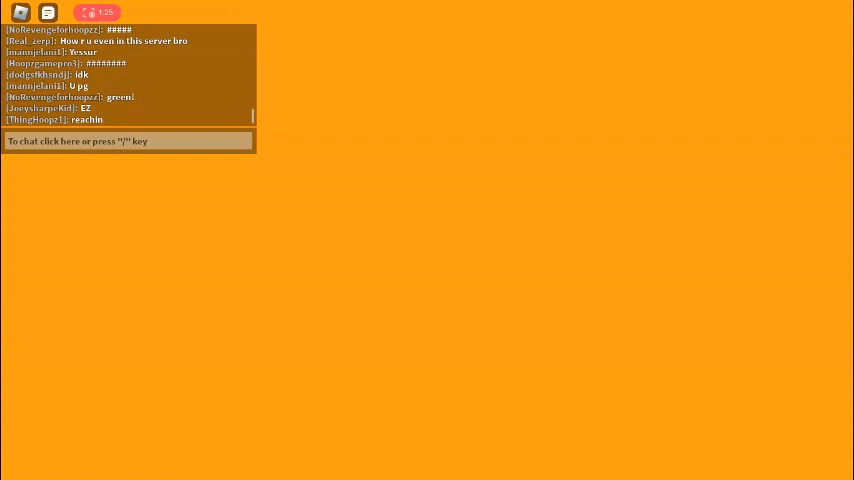 1:25
[NoRevengeforhoopzz]: #####
[Real_zerp]: How r u even in this server bro
[mannjelani1]: Yessur
[Hoopzgamepro3]: ########
[dodgsfkhsndj]: idk
[mannjelani1]: U pg
[NoRevengeforhoopzz]: green!
[JoeysharpeKid]: EZ
[ThingHoopz1]: reachin
To chat click here or press "/" key